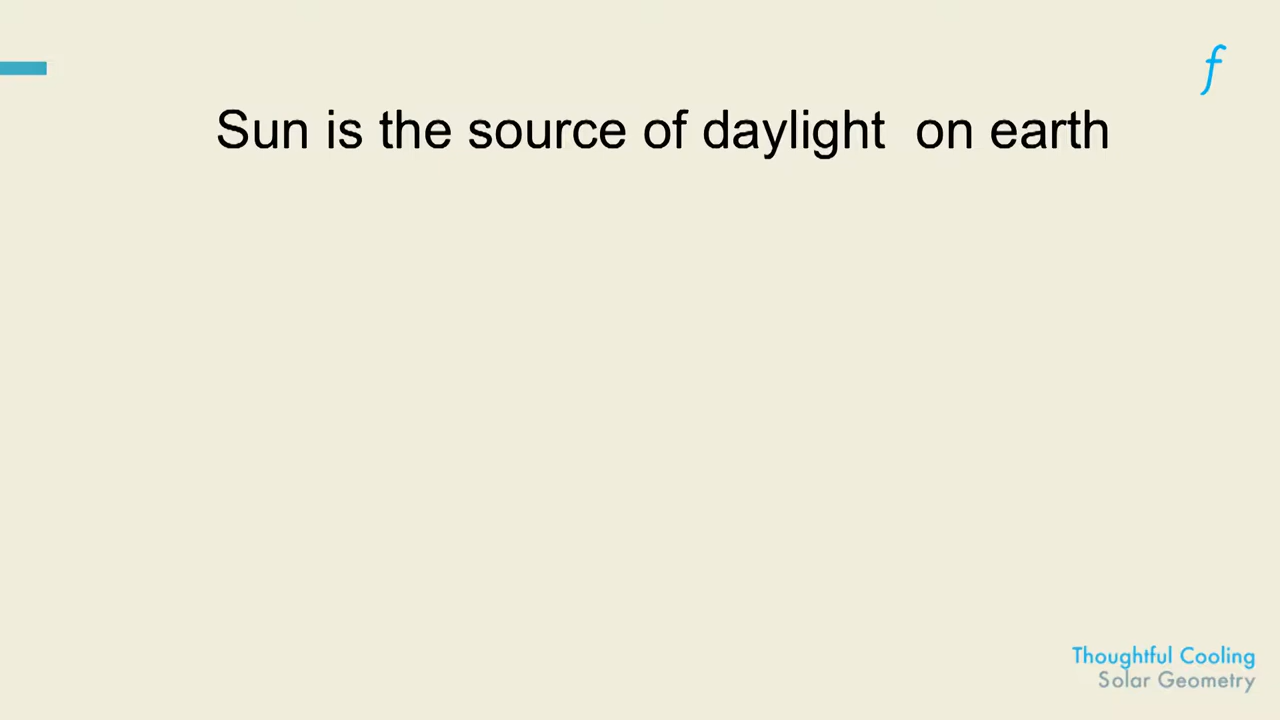 f
Sun is the source of daylight  on earth
Thoughtful Cooling
Solar Geometry